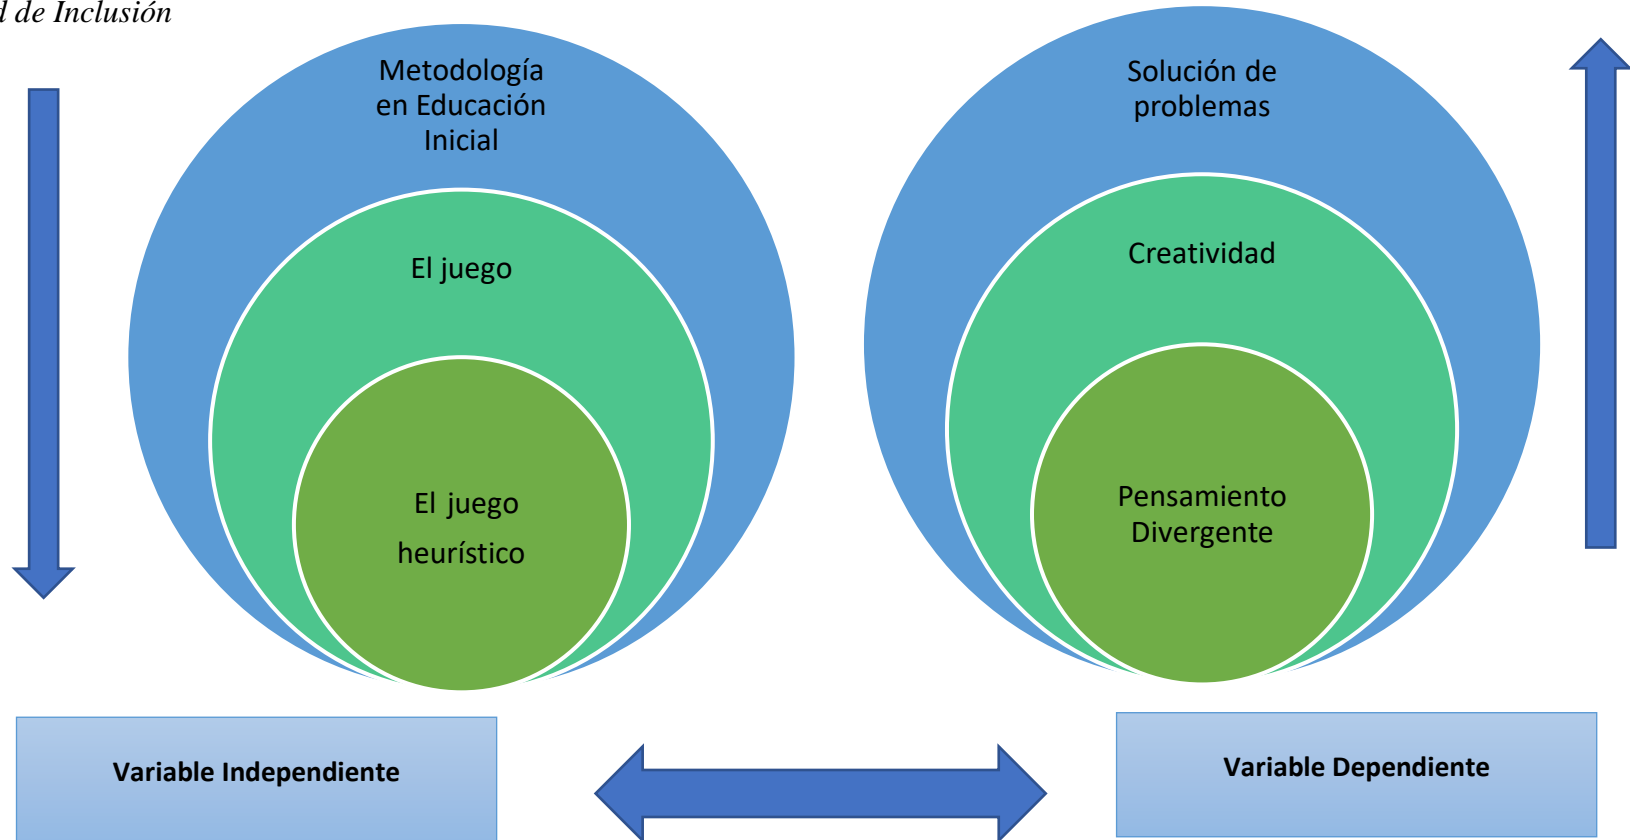 de Inclusión
Metodología
en Educación
Inicial
El juego
El juego
heurístico
Solución de
problemas
Creatividad
Pensamiento
Divergente
Variable Independiente
Variable Dependiente